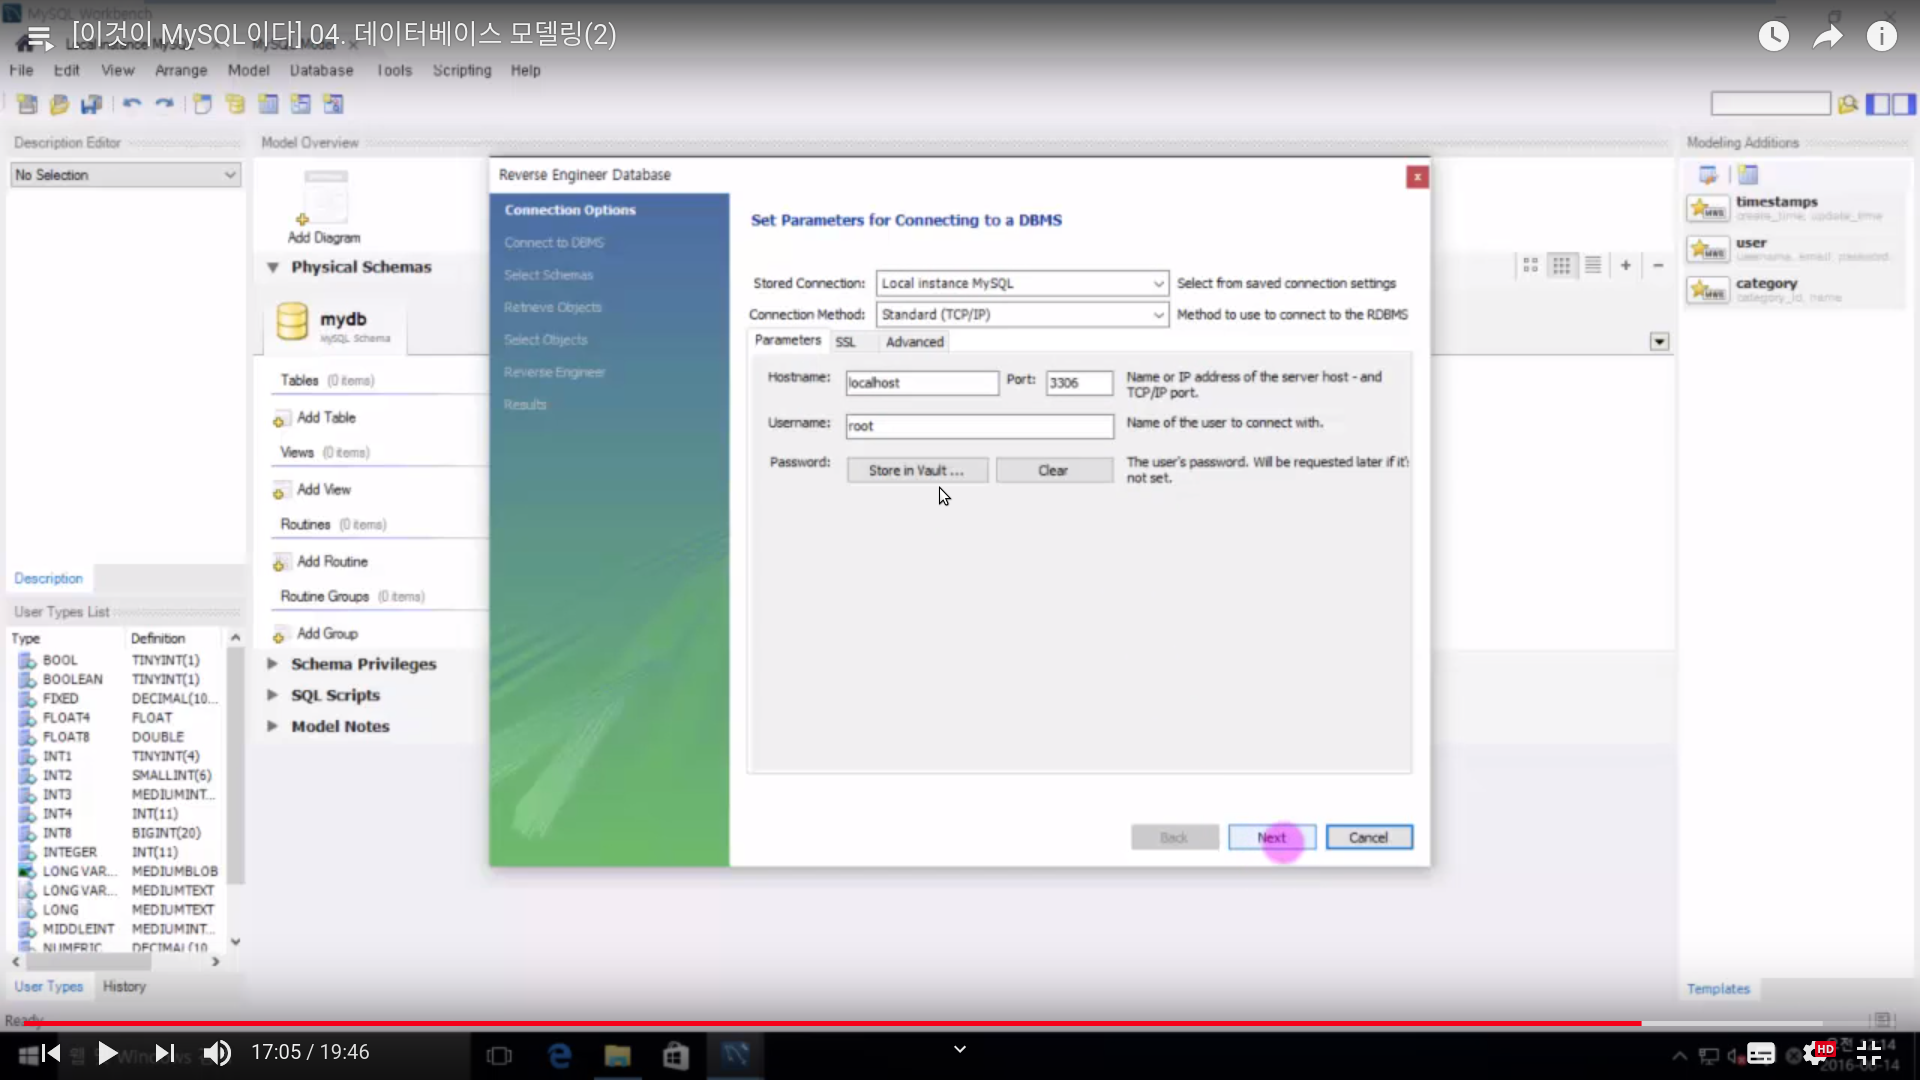 MySQL Workbench
[이것이 MySQL이다] 04. 데이터베이스 모델링(2)
File Edit View Arrange Model Database Tools Scripting Help
Description Editor
No Selection
Model Overview
Add Diagram
Physical Schemas
mydb
MySQL Schema
Tables (0 items)
Add Table
Views (0 items)
Add View
Routines (0 items)
Add Routine
Routine Groups (0 items)
Add Group
Schema Privileges
SQL Scripts
Model Notes
Description
User Types List
Type Definition
BOOL TINYINT(1)
BOOLEAN TINYINT(1)
FIXED DECIMAL(10...
FLOAT4 FLOAT
FLOAT8 DOUBLE
INT1 TINYINT(4)
INT2 SMALLINT(6)
INT3 MEDIUMINT...
INT4 INT(11)
INT8 BIGINT(20)
INTEGER INT(11)
LONG VAR... MEDIUMBLOB
LONG VAR... MEDIUMTEXT
LONG MEDIUMTEXT
MIDDLEINT MEDIUMINT...
NUMERIC DECIMAL(10
User Types History
Ready
Reverse Engineer Database
Connection Options
Connect to DBMS
Select Schemas
Retrieve Objects
Select Objects
Reverse Engineer
Results
Set Parameters for Connecting to a DBMS
Stored Connection: Local instance MySQL Select from saved connection settings
Connection Method: Standard (TCP/IP) Method to use to connect to the RDBMS
Parameters SSL Advanced
Hostname: localhost Port: 3306 Name or IP address of the server host - and
TCP/IP port.
Username: root Name of the user to connect with.
Password: Store in Vault ... Clear The user's password. Will be requested later if it's
not set.
Back Next Cancel
Modeling Additions
timestamps
create_time, update_time
user
username, email, password,
category
category_id, name
Templates
17:05 / 19:46
HD